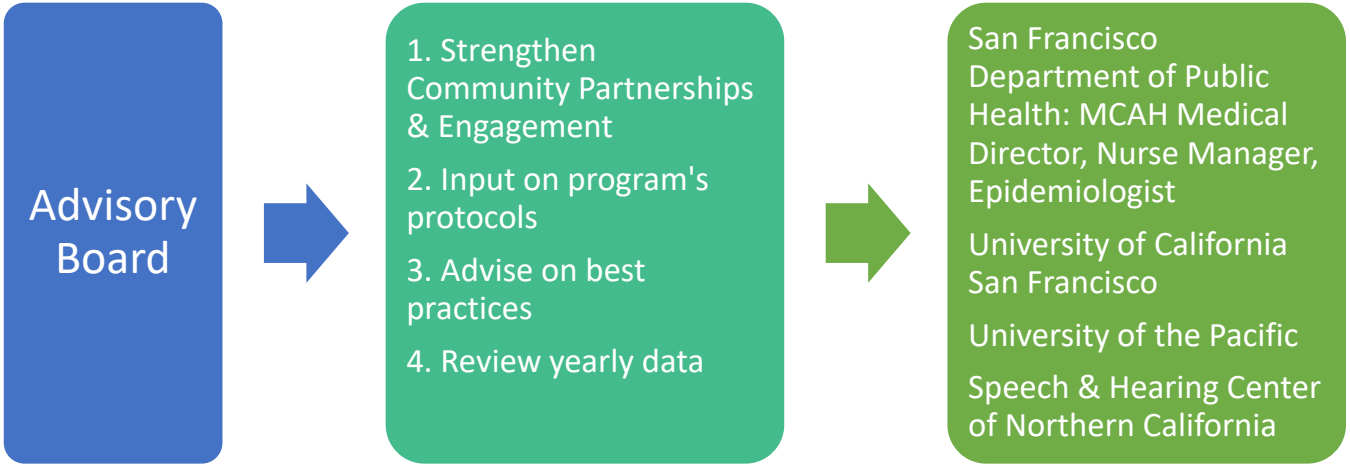 Advisory
Board
1. Strengthen
Community Partnerships
& Engagement
2. Input on program's
protocols
3. Advise on best
practices
4. Review yearly data
San Francisco
Department of Public
Health: MCAH Medical
Director, Nurse Manager,
Epidemiologist
University of California
San Francisco
University of the Pacific
Speech & Hearing Center
of Northern California